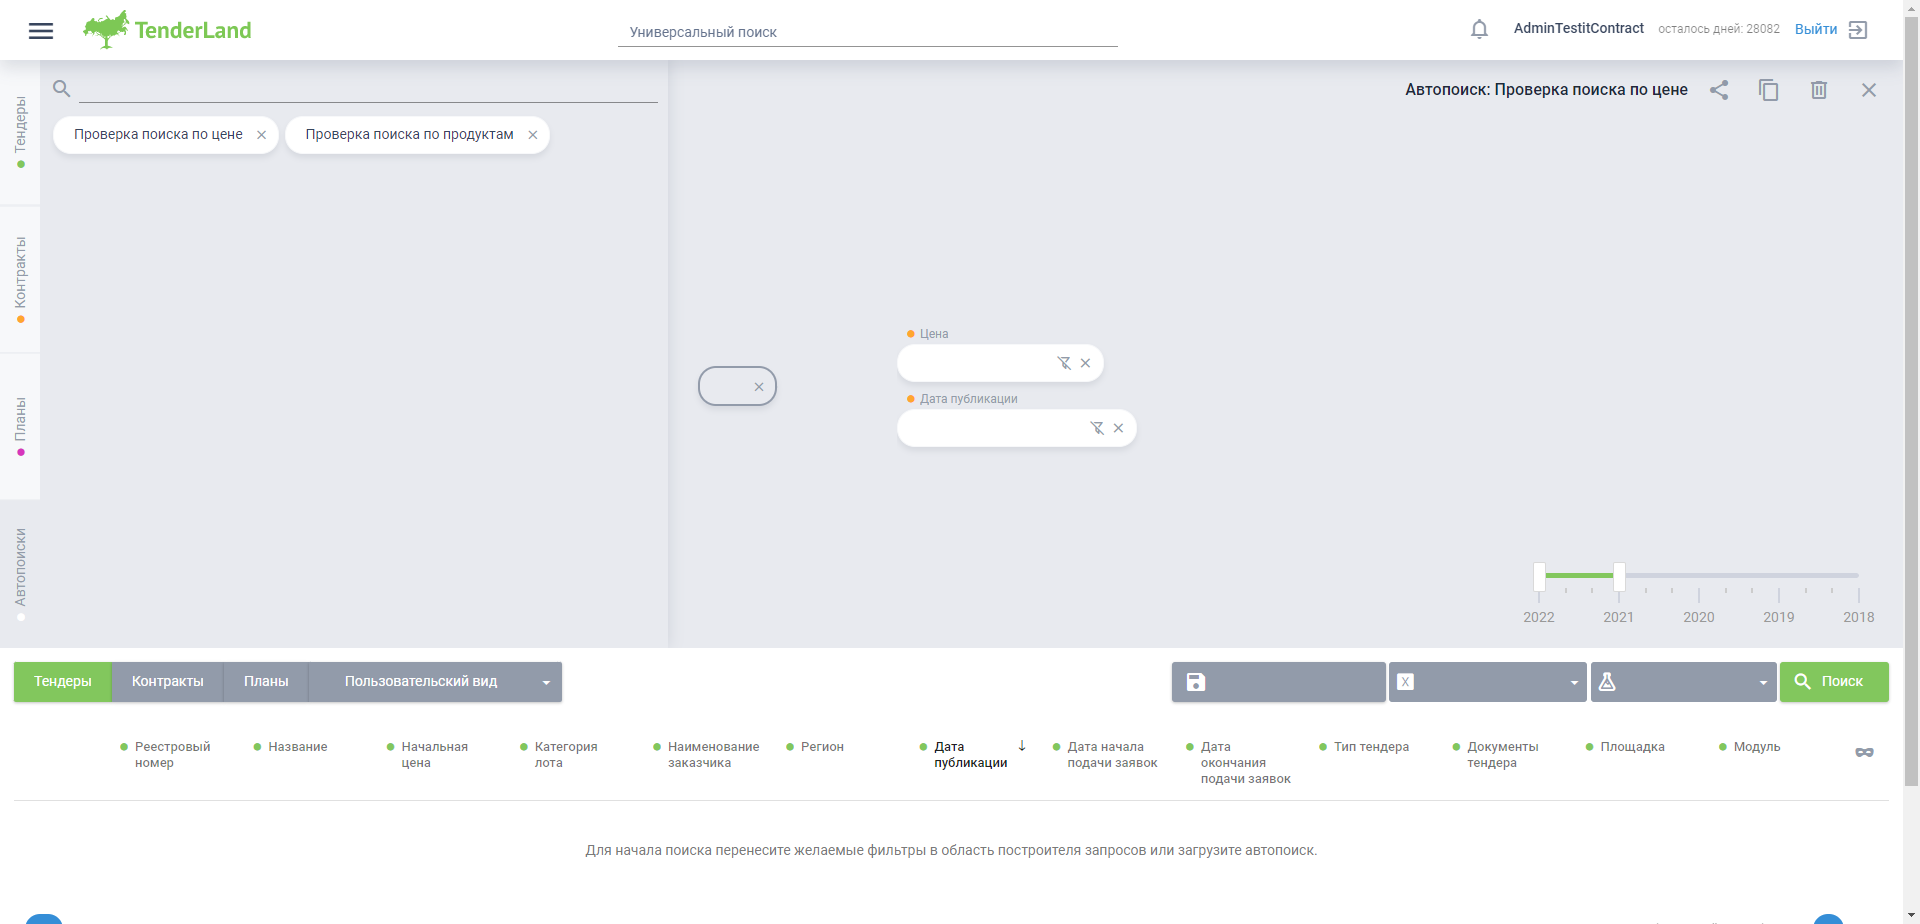 TenderLand
Универсальный поиск
AdminTestitContract
осталось дней: 28082
Выйти
Тендеры
Контракты
Планы
Автопоиски
Проверка поиска по цене
Проверка поиска по продуктам
Автопоиск: Проверка поиска по цене
Цена
Дата публикации
2022 2021 2020 2019 2018
Тендеры Контракты Планы Пользовательский вид
X
Поиск
Реестровый
номер
Название
Начальная
цена
Категория
лота
Наименование
заказчика
Регион
Дата
публикации
Дата начала
подачи заявок
Дата
окончания
подачи заявок
Тип тендера
Документы
тендера
Площадка
Модуль
Для начала поиска перенесите желаемые фильтры в область построителя запросов или загрузите автопоиск.